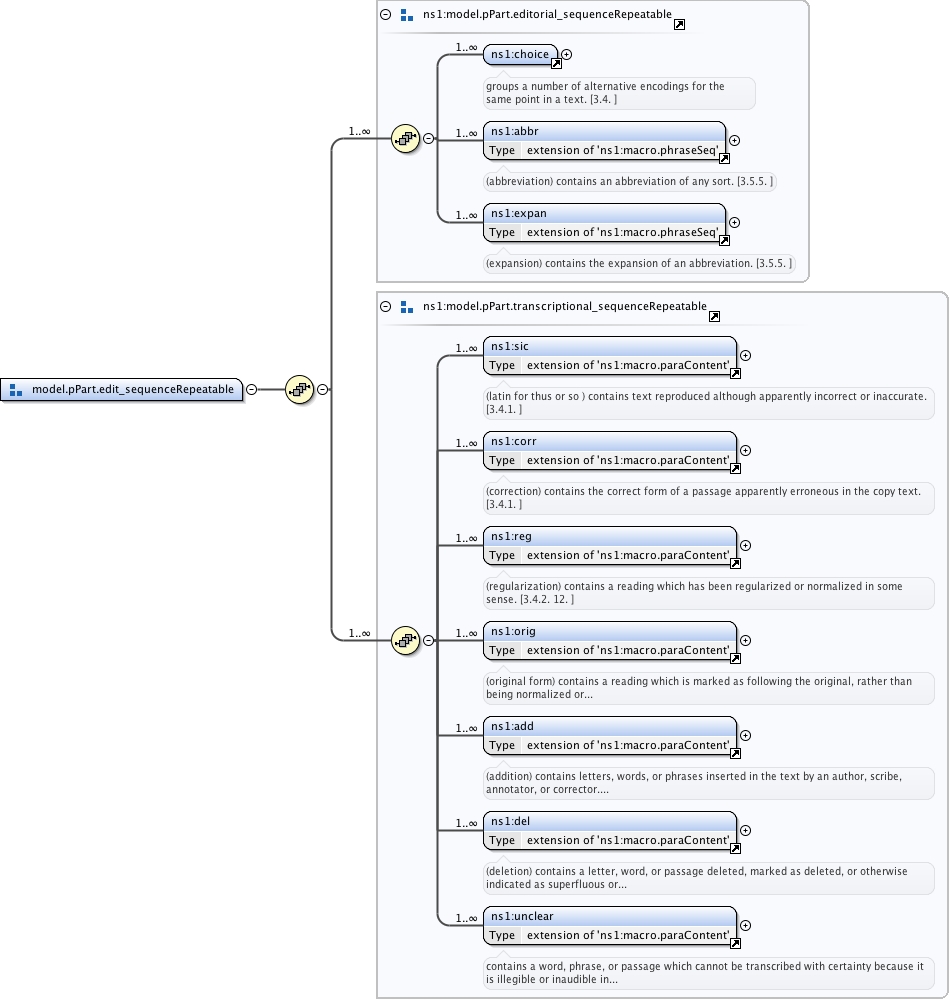 ns1:model.pPart.editorial_sequenceRepeatable
1..∞
ns1:choice
groups a number of alternative encodings for the
same point in a text. [3.4. ]
1..∞
1..∞
ns1:abbr
Type extension of 'ns1:macro.phraseSeq'
(abbreviation) contains an abbreviation of any sort. [3.5.5. ]
1..∞
ns1:expan
Type extension of 'ns1:macro.phraseSeq'
(expansion) contains the expansion of an abbreviation. [3.5.5. ]
model.pPart.edit_sequenceRepeatable
ns1:model.pPart.transcriptional_sequenceRepeatable
1..∞
ns1:sic
Type extension of 'ns1:macro.paraContent'
(latin for thus or so ) contains text reproduced although apparently incorrect or inaccurate.
[3.4.1. ]
1..∞
ns1:corr
Type extension of 'ns1:macro.paraContent'
(correction) contains the correct form of a passage apparently erroneous in the copy text.
[3.4.1. ]
1..∞
ns1:reg
Type extension of 'ns1:macro.paraContent'
(regularization) contains a reading which has been regularized or normalized in some
sense. [3.4.2. 12. ]
1..∞
1..∞
ns1:orig
Type extension of 'ns1:macro.paraContent'
(original form) contains a reading which is marked as following the original, rather than
being normalized or...
1..∞
ns1:add
Type extension of 'ns1:macro.paraContent'
(addition) contains letters, words, or phrases inserted in the text by an author, scribe,
annotator, or corrector....
1..∞
ns1:del
Type extension of 'ns1:macro.paraContent'
(deletion) contains a letter, word, or passage deleted, marked as deleted, or otherwise
indicated as superfluous or...
1..∞
ns1:unclear
Type extension of 'ns1:macro.paraContent'
contains a word, phrase, or passage which cannot be transcribed with certainty because it
is illegible or inaudible in...